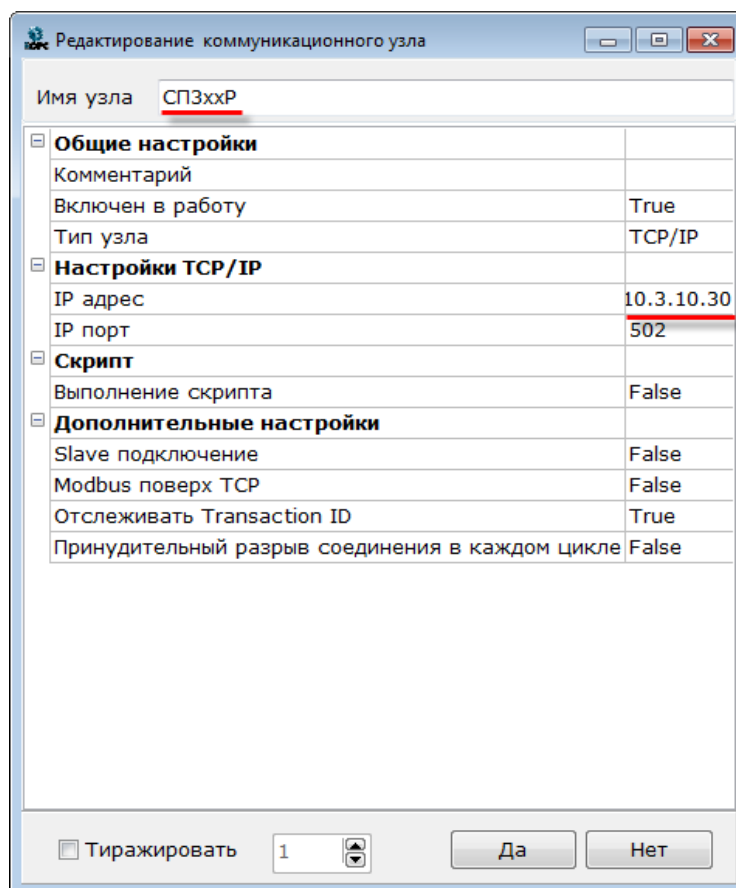 Редактирование коммуникационного узла
Имя узла СП3xxР
Общие настройки
Комментарий
Включен в работу True
Тип узла TCP/IP
Настройки TCP/IP
IP адрес 10.3.10.30
IP порт 502
Скрипт
Выполнение скрипта False
Дополнительные настройки
Slave подключение False
Modbus поверх TCP False
Отслеживать Transaction ID True
Принудительный разрыв соединения в каждом цикле False
Тиражировать 1 Да Нет